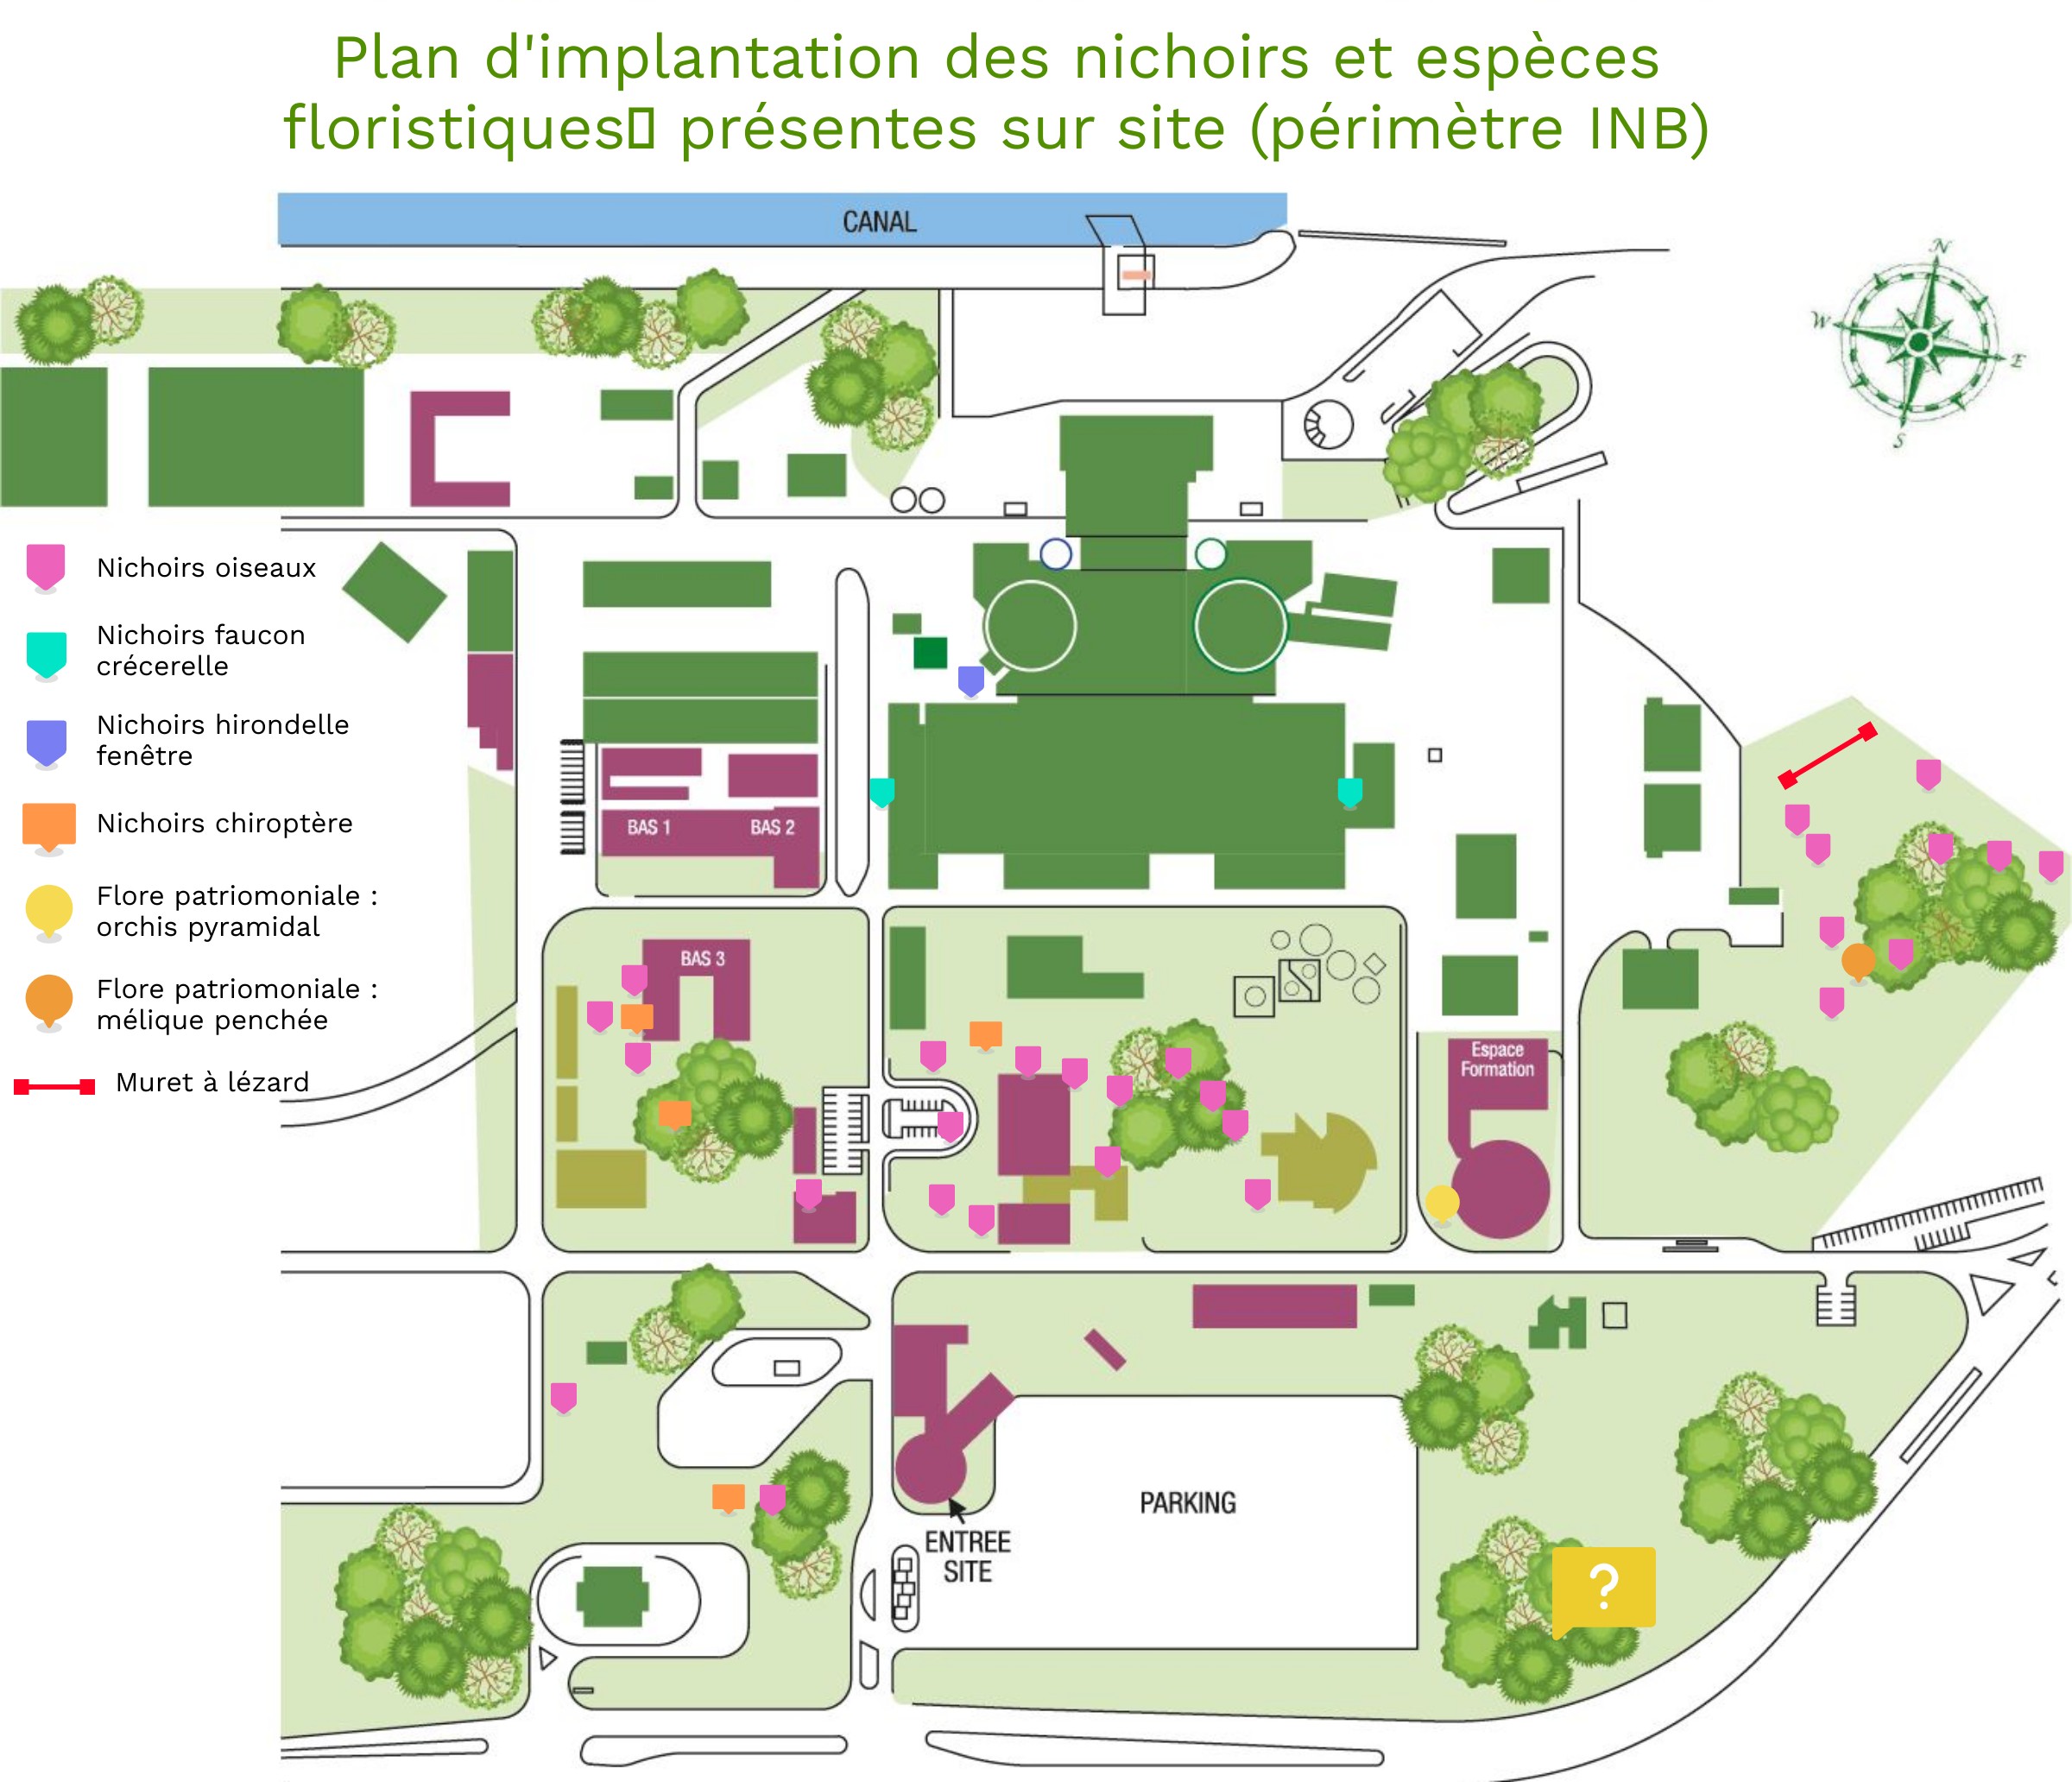 Plan d'implantation des nichoirs et espèces
floristiques▯ présentes sur site (périmètre INB)
CANAL
N
W
E
S
Nichoirs oiseaux
Nichoirs faucon
crécerelle
Nichoirs hirondelle
fenêtre
Nichoirs chiroptère
Flore patriomoniale :
orchis pyramidal
Flore patriomoniale :
mélique penchée
Muret à lézard
BAS 1
BAS 2
BAS 3
Espace
Formation
PARKING
ENTREE
SITE
?